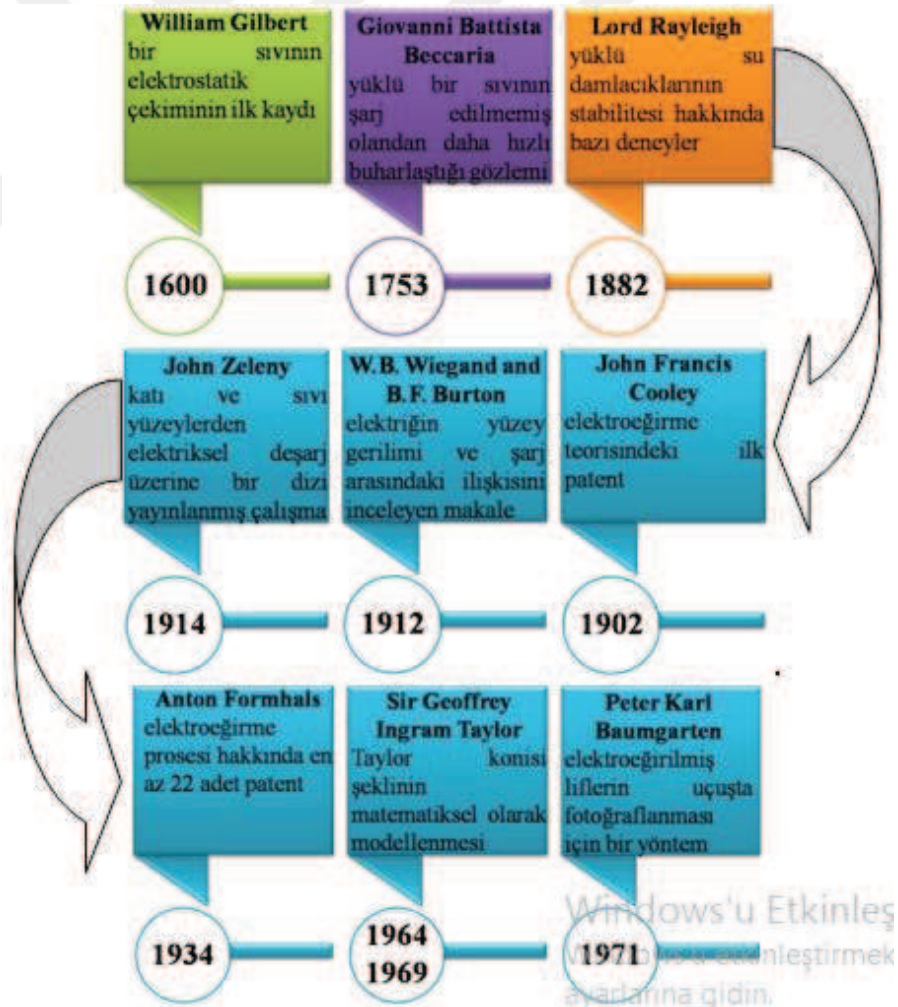 William Gilbert
bir sıvının
elektrostatik
çekiminin ilk kaydı
1600
Giovanni Battista
Beccaria
yüklü bir sıvının
şarj edilmemiş
olandan daha hızlı
buharlaştığı gözlemi
1753
Lord Rayleigh
yüklü su
damlacıklarının
stabilitesi hakkında
bazı deneyler
1882
John Francis
Cooley
elektroeğirme
teorisindeki ilk
patent
1902
W.B. Wiegand and
B.F. Burton
elektriğin yüzey
gerilimi ve şarj
arasındaki ilişkisini
inceleyen makale
1912
John Zeleny
katı ve sıvı
yüzeylerden
elektriksel deşarj
üzerine bir dizi
yayınlanmış çalışma
1914
Anton Formhals
elektroeğirme
prosesi hakkında en
az 22 adet patent
1934
Sir Geoffrey
Ingram Taylor
Taylor konisi
şeklinin
matematiksel olarak
modellenmesi
1964
1969
Peter Karl
Baumgarten
elektroeğirilmiş
liflerin uçuşta
fotoğraflanması
için bir yöntem
1971
Windows'u Etkinleş
ayarlarına gidin.